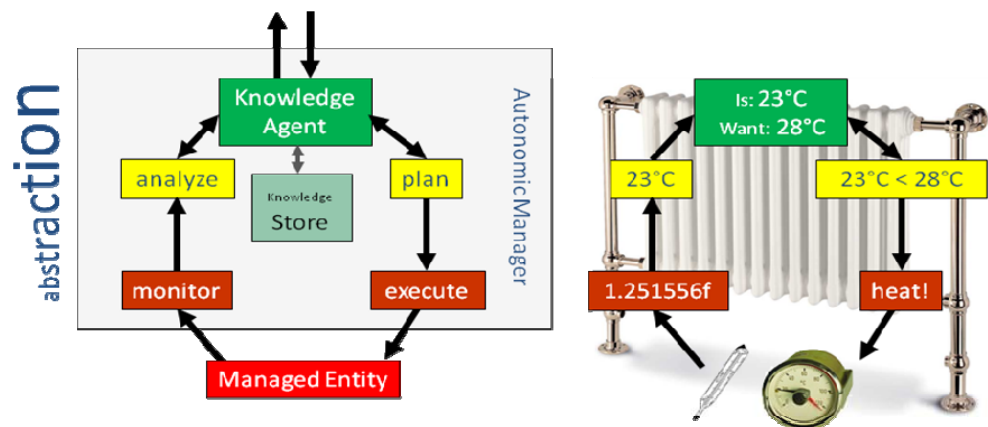 abstraction
Knowledge
Agent
analyze
plan
Knowledge
Store
monitor
execute
Managed Entity
AutonomicManager
Is: 23°C
Want: 28°C
23°C
23°C < 28°C
1.251556f
heat!